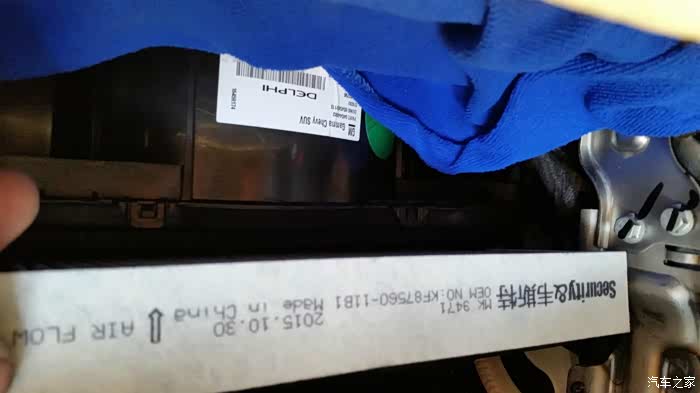 GM Gamma Chevy SUV
DELPHI
Security&韦斯特
MK 9471
OEM NO:KF87560-11B1 Made in China
2015.10.30
⇧ AIR FLOW
汽车之家